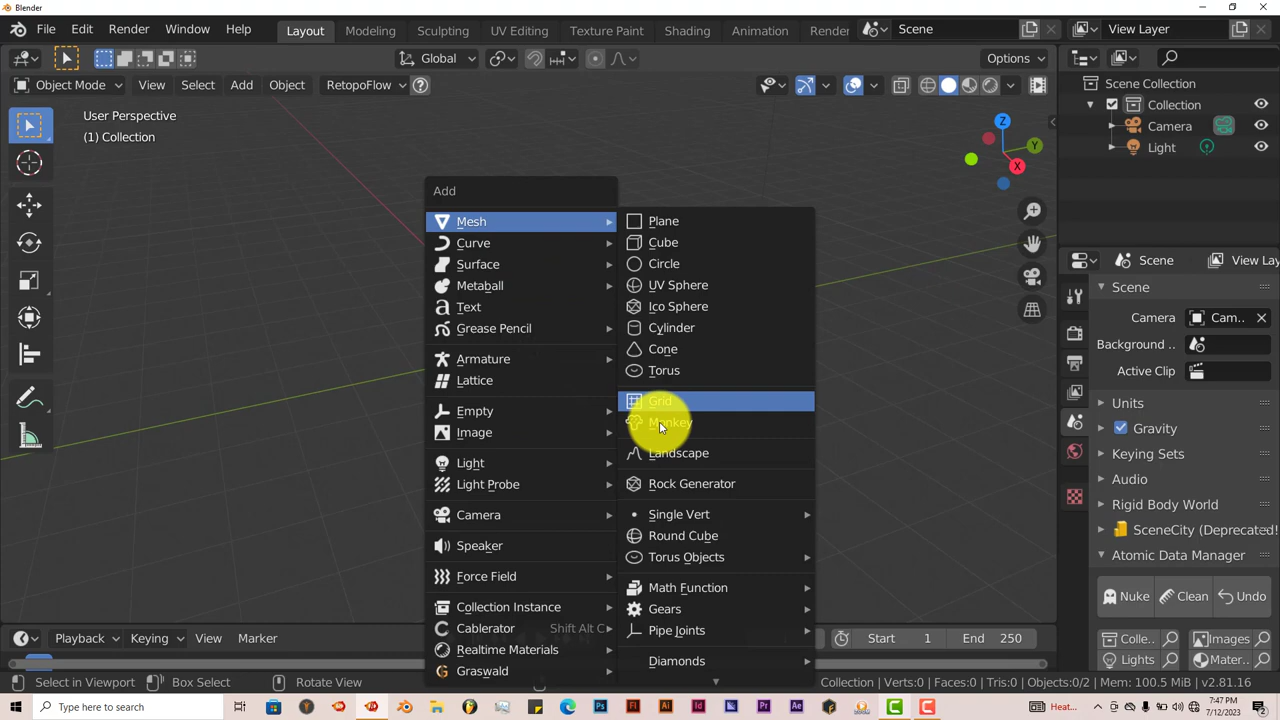 Blender
File Edit Render Window Help
Layout Modeling Sculpting UV Editing Texture Paint Shading Animation Render
Scene View Layer
Global Options
Object Mode View Select Add Object RetopoFlow
User Perspective
(1) Collection
Z
Y
X
Scene Collection
Collection
Camera
Light
Add
Mesh
Curve
Surface
Metaball
Text
Grease Pencil
Armature
Lattice
Empty
Image
Light
Light Probe
Camera
Speaker
Force Field
Collection Instance
Cablerator Shift Alt C
Realtime Materials
Graswald
Plane
Cube
Circle
UV Sphere
Ico Sphere
Cylinder
Cone
Torus
Grid
Monkey
Landscape
Rock Generator
Single Vert
Round Cube
Torus Objects
Math Function
Gears
Pipe Joints
Diamonds
Scene View Lay
Scene
Camera Cam...
Background ..
Active Clip
Units
Gravity
Keying Sets
Audio
Rigid Body World
SceneCity (Deprecated!
Atomic Data Manager
Nuke Clean Undo
Colle.. Images
Lights Mater..
Playback Keying View Marker Start 1 End 250
Select in Viewport Box Select Rotate View Collection | Verts:0 | Faces:0 | Tris:0 | Objects:0/2 | Mem: 100.5 MiB | v2.81.16
Type here to search Heat... 7:47 PM
7/12/2023